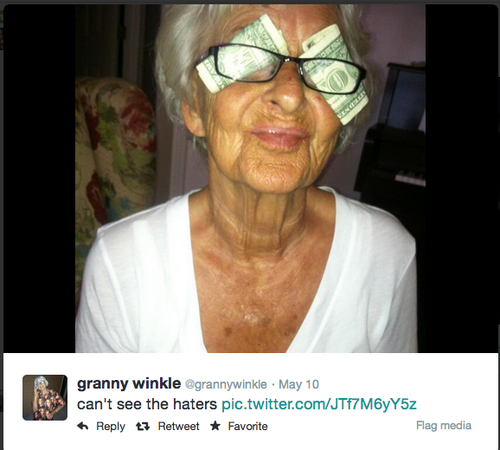 granny winkle @grannywinkle · May 10
can't see the haters pic.twitter.com/JTf7M6yY5z
Reply Retweet Favorite Flag media